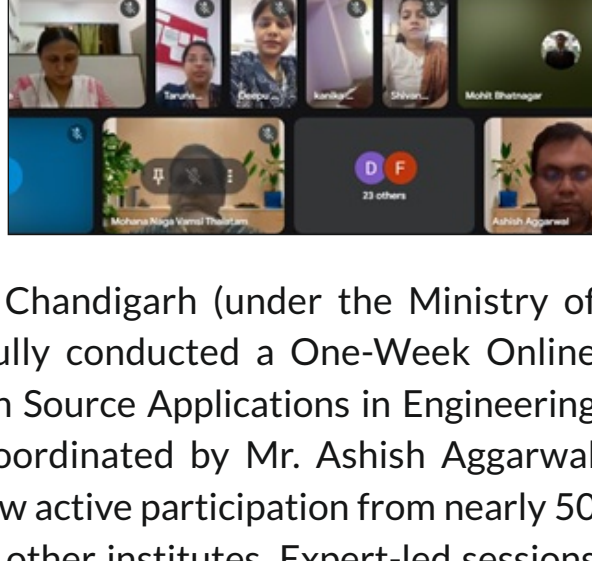 Taruna...
Deepu...
kanika...
Shivan...
Mohit Bhatnagar
Mohana Naga Vamsi Thalatam
D F
23 others
Ashish Aggarwal
Chandigarh (under the Ministry of
ully conducted a One-Week Online
n Source Applications in Engineering
oordinated by Mr. Ashish Aggarwal
w active participation from nearly 50
other institutes. Expert-led sessions